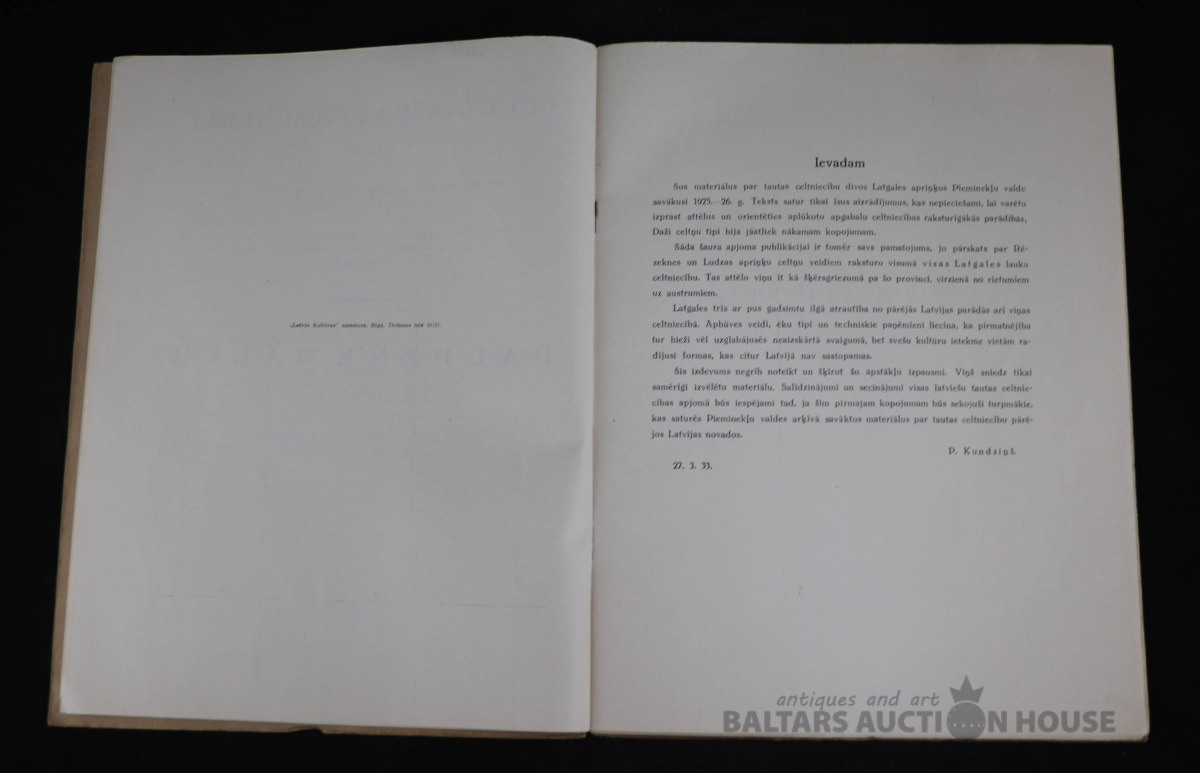 Ievadam
Šos materiālus par tautas celtniecību divos Latgales apriņķos Pieminekļu valde
savākusi 1925.—26. g. Teksts satur tikai īsus aizrādījumus, kas nepieciešami, lai varētu
izprast attēlus un orientēties aplūkoto apgabalu celtniecības raksturīgākās parādībās.
Daži celtņu tipi bija jāatliek nākamam kopojumam.
Šāda šaura apjoma publikācijai ir tomēr savs pamatojums, jo pārskats par Rē-
zeknes un Ludzas apriņķu celtņu veidiem raksturo visumā visas Latgales lauku
celtniecību. Tas attēlo viņu it kā šķērsgriezumā pa šo provinci, virzienā no rietumiem
uz austrumiem.
Latgales trīs ar pus gadsimtu ilgā atrautība no pārējās Latvijas parādās arī viņas
celtniecībā. Apbūves veidi, ēku tipi un techniskie paņēmieni liecina, ka pirmatnējība
tur bieži vēl uzglabājusēs neaizskārtā svaigumā, bet svešu kultūru ietekme vietām ra-
dījusi formas, kas citur Latvijā nav sastopamas.
Šis izdevums negrib noteikt un šķirot šo apstākļu izpausmi. Viņš sniedz tikai
samērīgi izvēlētu materiālu. Salīdzinājumi un secinājumi visas latviešu tautas celtnie-
cības apjomā būs iespējami tad, ja šim pirmajam kopojumam būs sekojuši turpmākie,
kas saturēs Pieminekļu valdes arķīvā savāktos materiālus par tautas celtniecību pārē-
jos Latvijas novados.
P. Kundziņš.
27. 3. 33.
„Latvju Kultūras" spiestuve, Rīgā, Tērbatas ielā
antiques and art
BALTARS AUCTION HOUSE